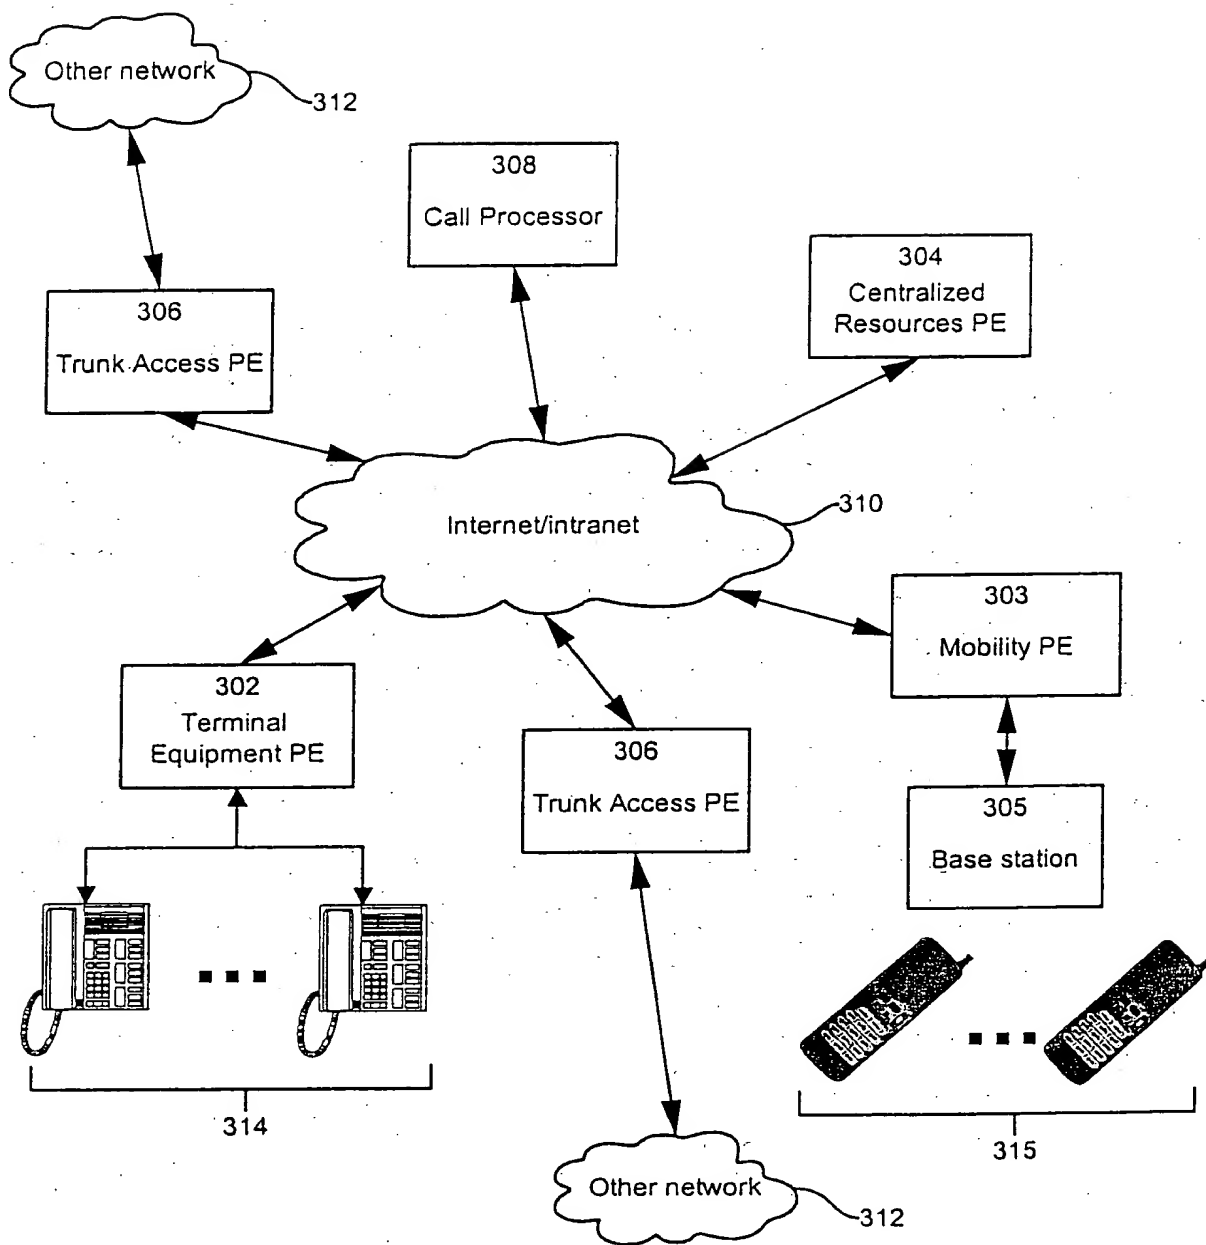 Other network
312
308
Call Processor
304
Centralized
Resources PE
306
Trunk Access PE
Internet/intranet
310
303
Mobility PE
302
Terminal
Equipment PE
306
Trunk Access PE
305
Base station
314
315
Other network
312